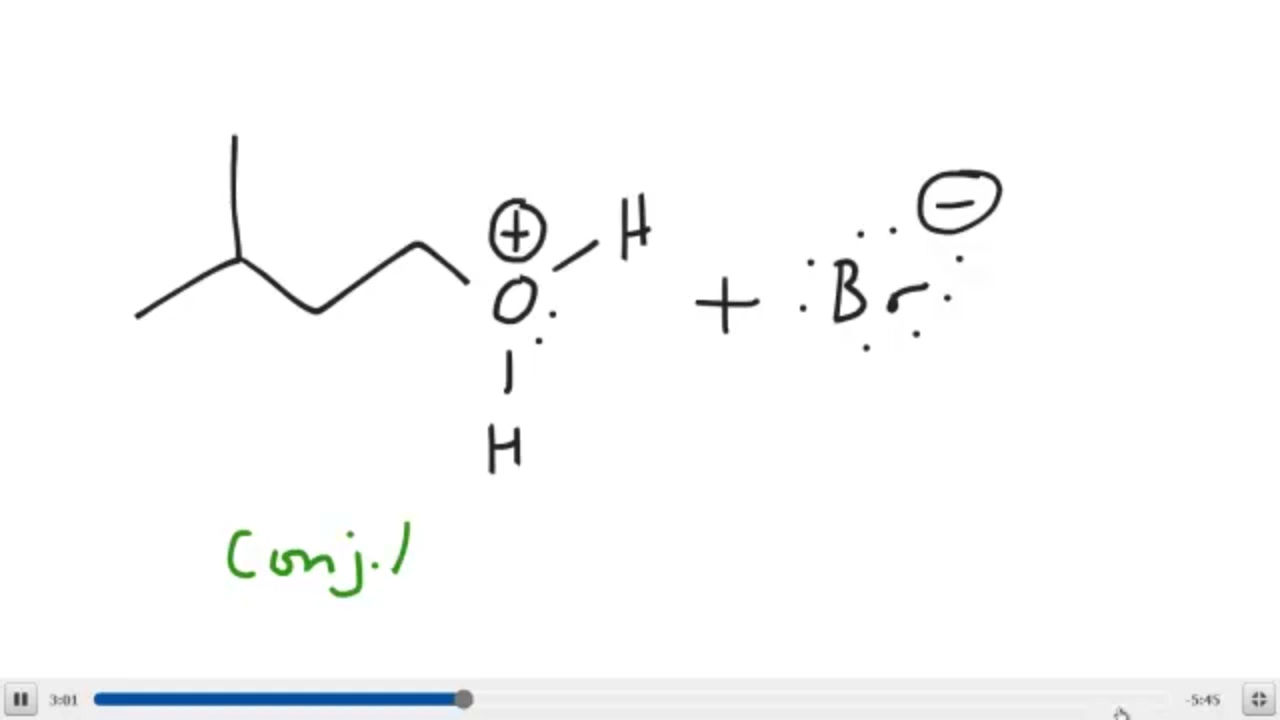 ⊕ H
O: + :Br: ⊖
H
Conj.
3:01 -5:45